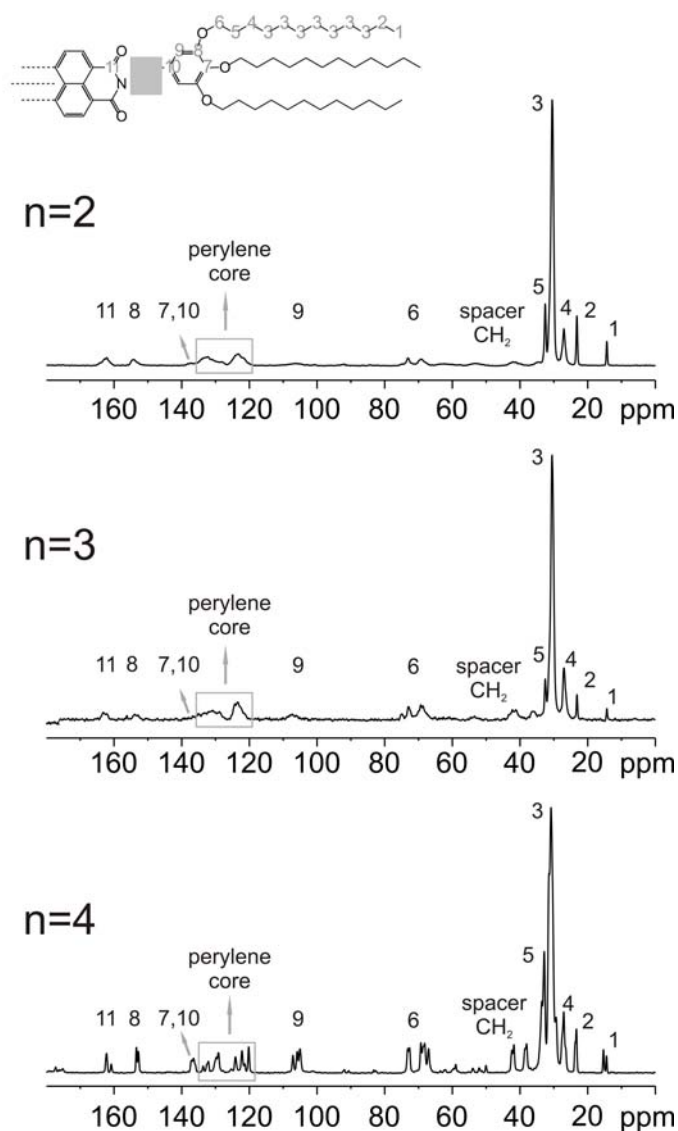 6 4 3 3 3 3 2
5 3 3 3 3 1
O
O 9 8
11 10 7 O
N
O O
3
n=2
perylene
core
5
11 8 7,10 9 6 spacer 4 2
CH₂ 1
160 140 120 100 80 60 40 20 ppm
3
n=3
perylene
core
11 8 7,10 9 6 spacer 5 4
CH₂ 2
1
160 140 120 100 80 60 40 20 ppm
3
n=4
perylene
core
5
11 8 7,10 9 6 spacer 4
CH₂ 2
1
160 140 120 100 80 60 40 20 ppm